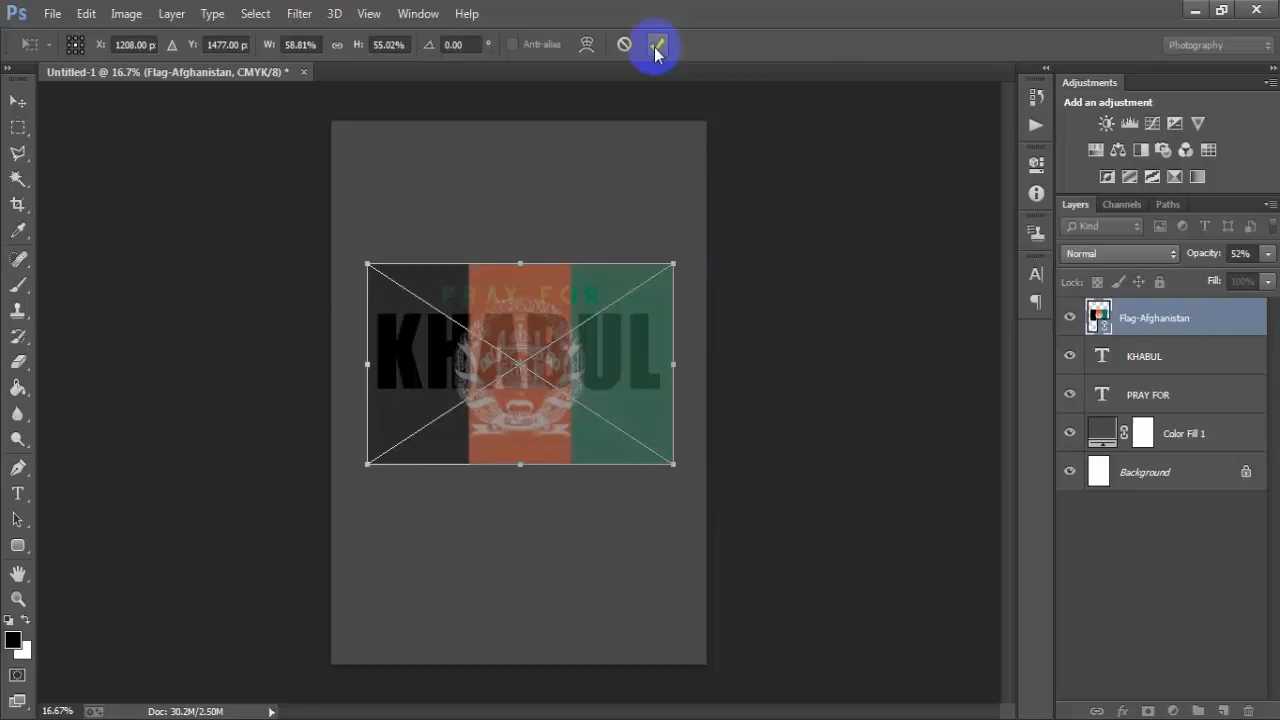 Ps File Edit Image Layer Type Select Filter 3D View Window Help
X: 1208.00 p Y: 1477.00 p W: 58.81% H: 55.02% 0.00 ° Anti-alias Photography
Untitled-1 @ 16.7% (Flag-Afghanistan, CMYK/8) * ×
Adjustments
Add an adjustment
PRAY FOR
KHABUL
Layers Channels Paths
Kind
Normal Opacity: 52%
Lock: Fill: 100%
Flag-Afghanistan
T KHABUL
T PRAY FOR
Color Fill 1
Background
16.67% Doc: 30.2M/2.50M